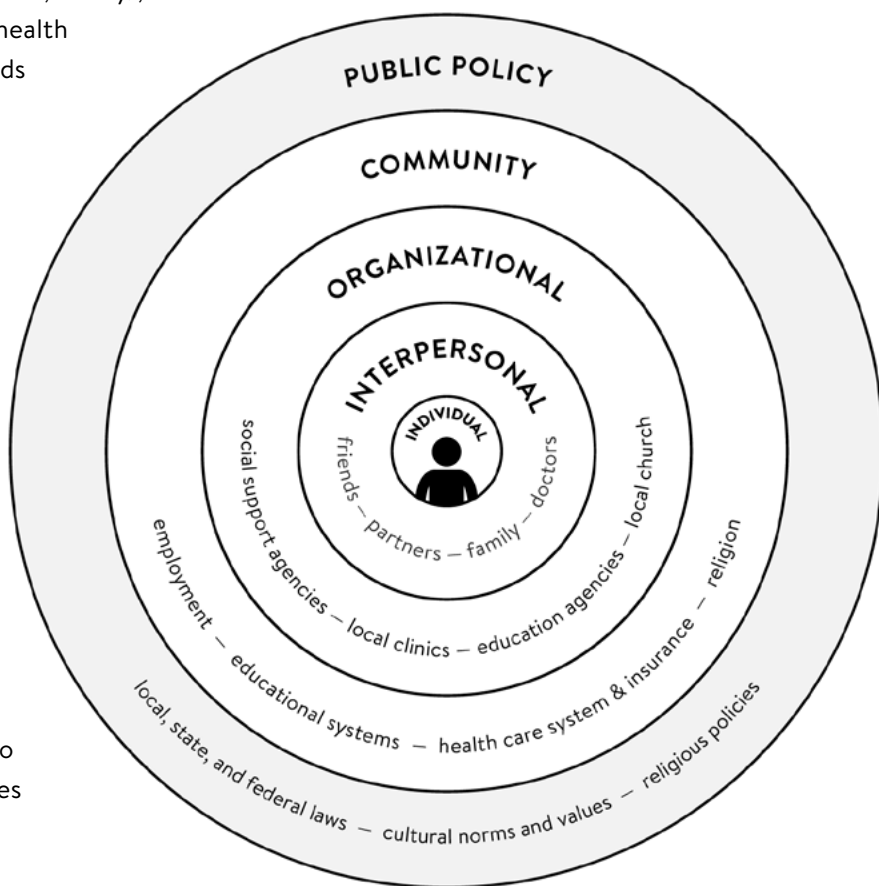 health
ds
PUBLIC POLICY
COMMUNITY
ORGANIZATIONAL
INTERPERSONAL
INDIVIDUAL
friends – partners – family – doctors
social support agencies – local clinics – education agencies – local church
employment – educational systems – health care system & insurance – religion
local, state, and federal laws – cultural norms and values – religious policies
o
es